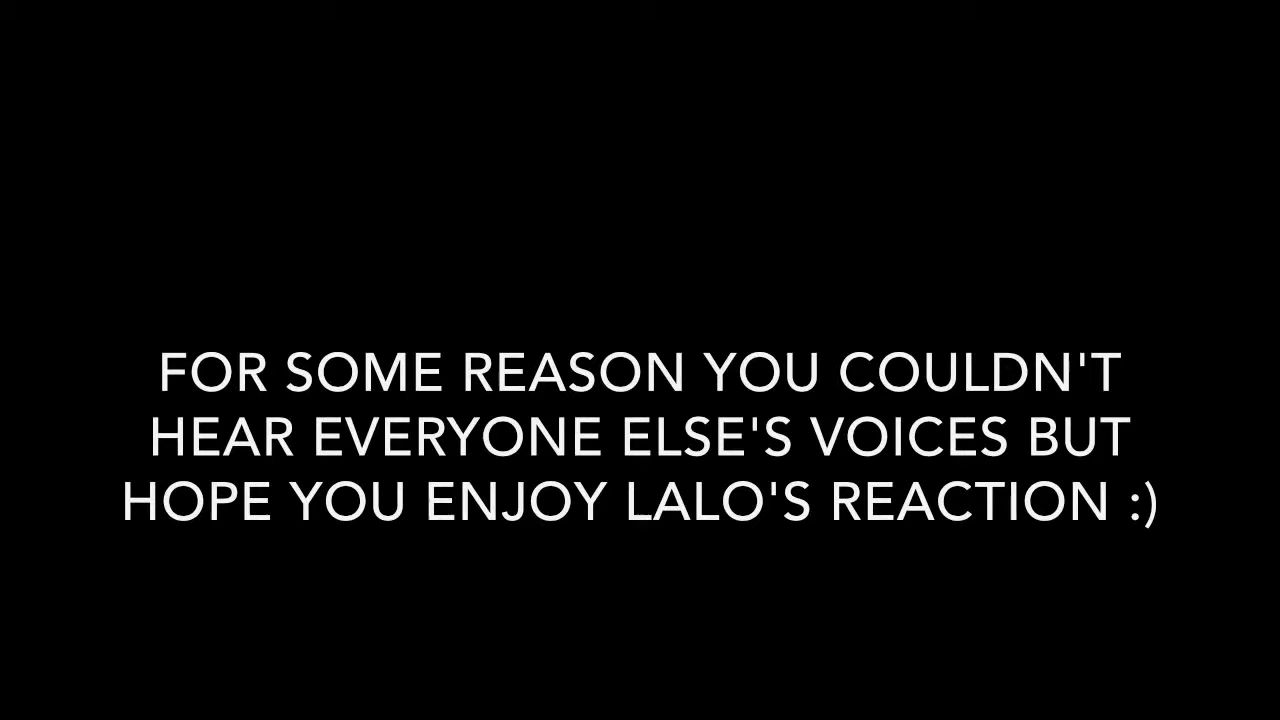 FOR SOME REASON YOU COULDN'T
HEAR EVERYONE ELSE'S VOICES BUT
HOPE YOU ENJOY LALO'S REACTION :)